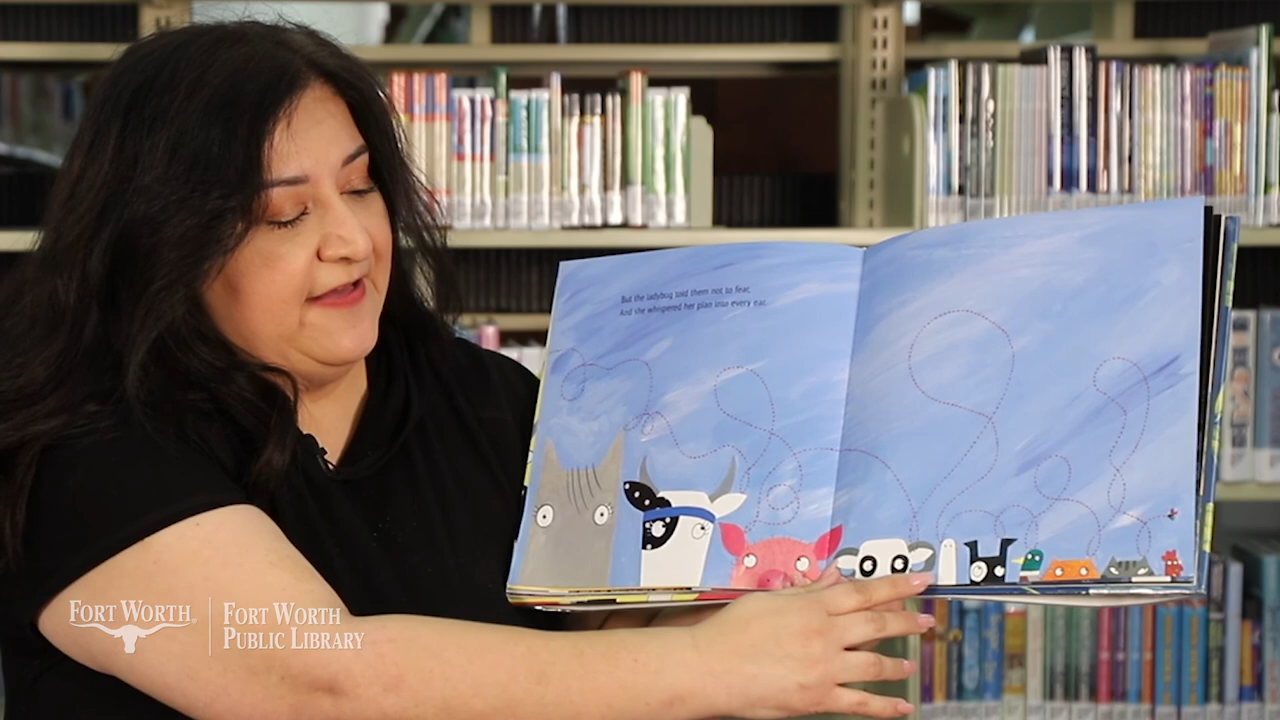 But the ladybug told them not to fear,
And she whispered her plan into every ear.
FORT WORTH®
FORT WORTH
PUBLIC LIBRARY